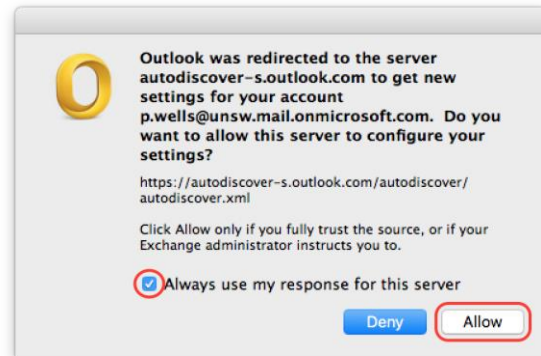 Outlook was redirected to the server
autodiscover-s.outlook.com to get new
settings for your account
p.wells@unsw.mail.onmicrosoft.com.  Do you
want to allow this server to configure your
settings?
https://autodiscover-s.outlook.com/autodiscover/
autodiscover.xml
Click Allow only if you fully trust the source, or if your
Exchange administrator instructs you to.
Always use my response for this server
Deny
Allow